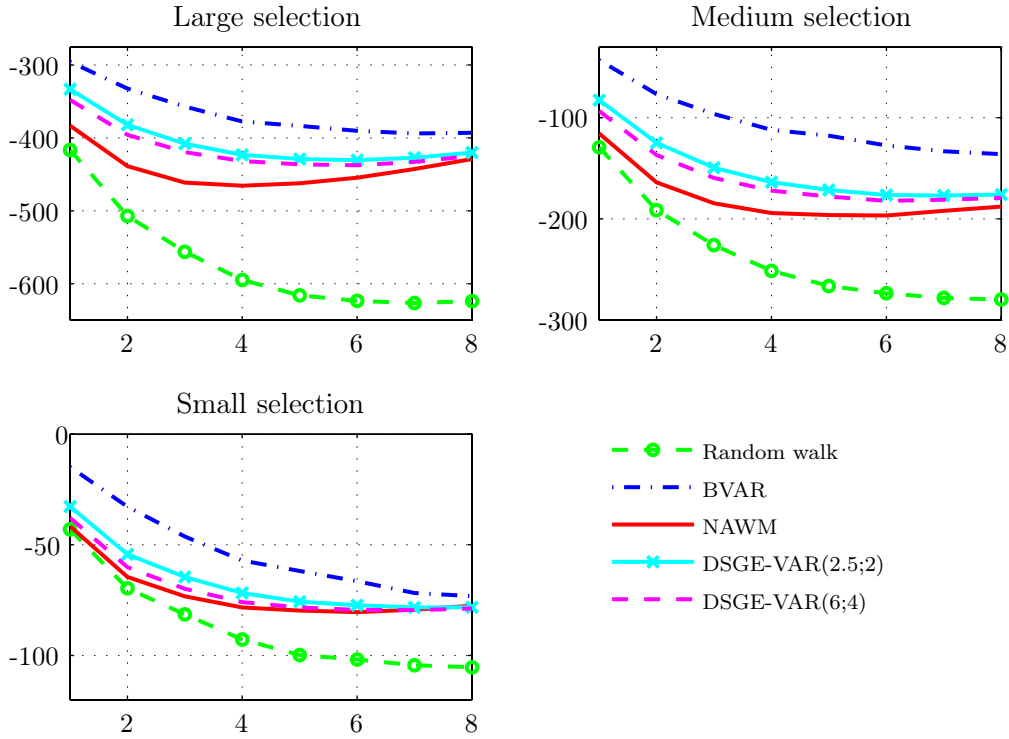 Large selection
-300
-400
-500
-600
2
4
6
8
Medium selection
-100
-200
-300
2
4
6
8
Small selection
0
-50
-100
2
4
6
8
Random walk
BVAR
NAWM
DSGE-VAR(2.5;2)
DSGE-VAR(6;4)